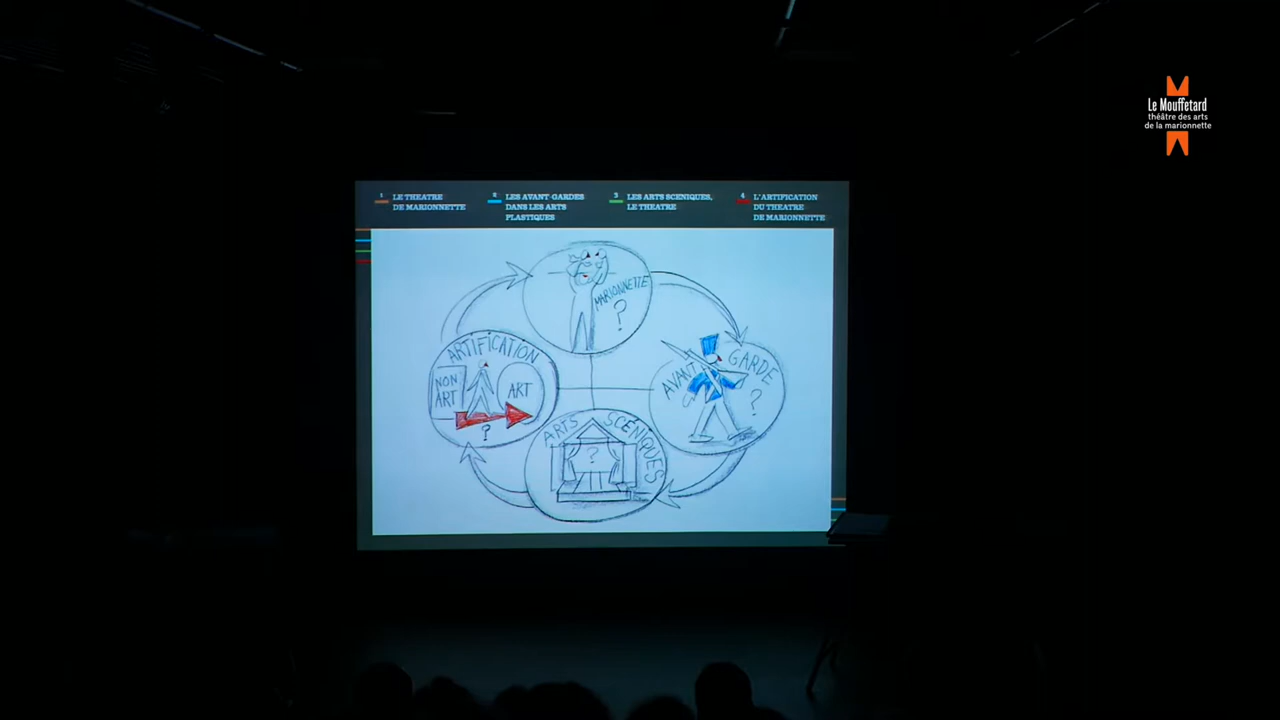 Le Mouffetard
théâtre des arts
de la marionnette
1 LE THEATRE
DE MARIONNETTE
2 LES AVANT-GARDES
DANS LES ARTS
PLASTIQUES
3 LES ARTS SCENIQUES,
LE THEATRE
4 L'ARTIFICATION
DU THEATRE
DE MARIONNETTE
MARIONNETTE
?
AVANT GARDE
?
ARTIFICATION
NON
ART
ART
?
ARTS SCÉNIQUES
?